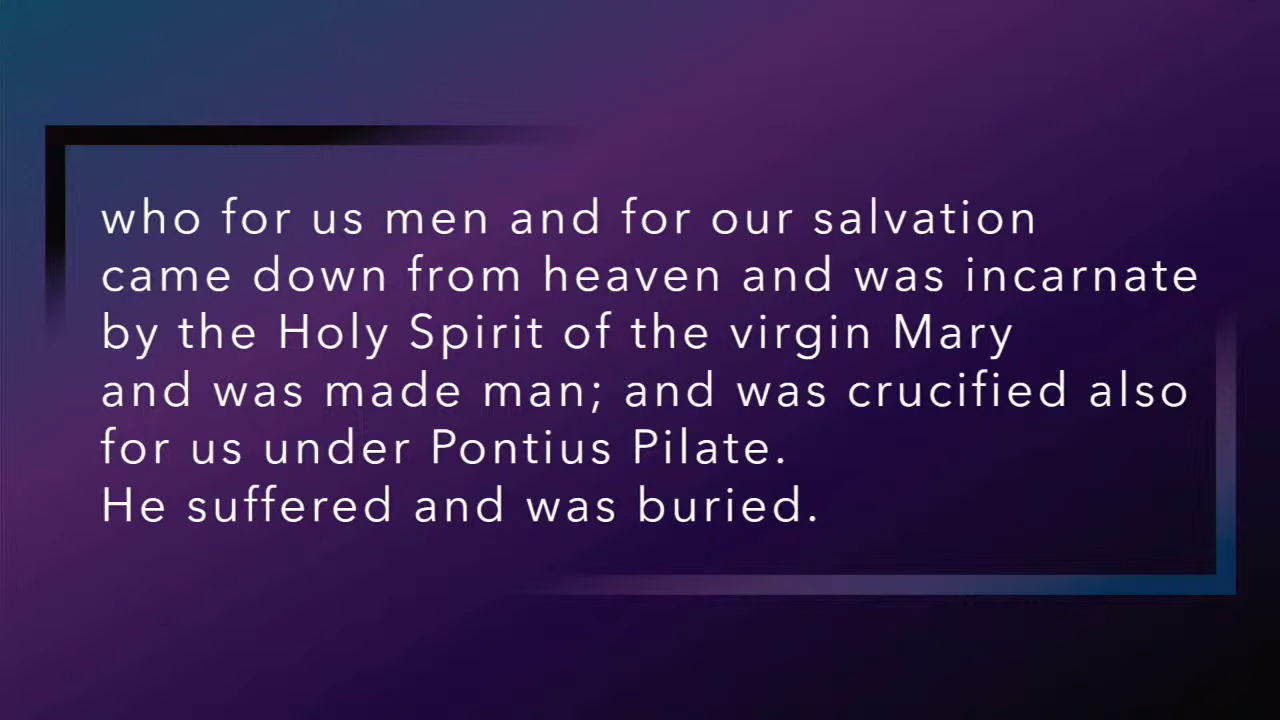 who for us men and for our salvation
came down from heaven and was incarnate
by the Holy Spirit of the virgin Mary
and was made man; and was crucified also
for us under Pontius Pilate.
He suffered and was buried.